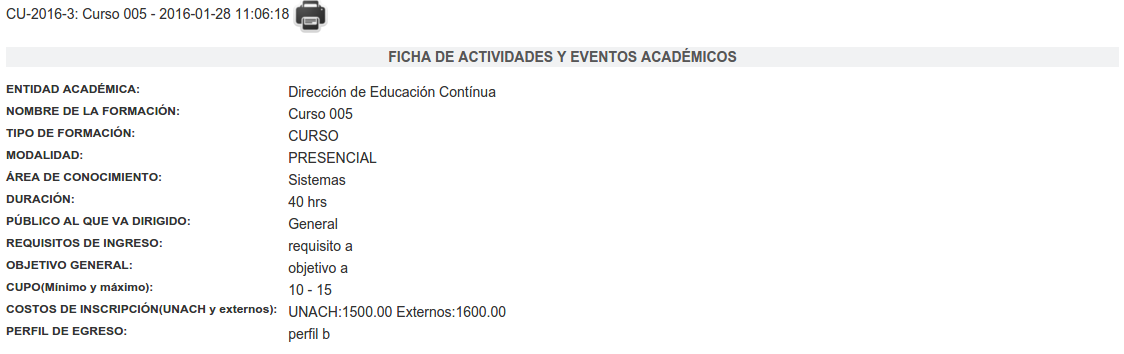 CU-2016-3: Curso 005 - 2016-01-28 11:06:18
FICHA DE ACTIVIDADES Y EVENTOS ACADÉMICOS
ENTIDAD ACADÉMICA: Dirección de Educación Contínua
NOMBRE DE LA FORMACIÓN: Curso 005
TIPO DE FORMACIÓN: CURSO
MODALIDAD: PRESENCIAL
ÁREA DE CONOCIMIENTO: Sistemas
DURACIÓN: 40 hrs
PÚBLICO AL QUE VA DIRIGIDO: General
REQUISITOS DE INGRESO: requisito a
OBJETIVO GENERAL: objetivo a
CUPO(Mínimo y máximo): 10 - 15
COSTOS DE INSCRIPCIÓN(UNACH y externos): UNACH:1500.00 Externos:1600.00
PERFIL DE EGRESO: perfil b